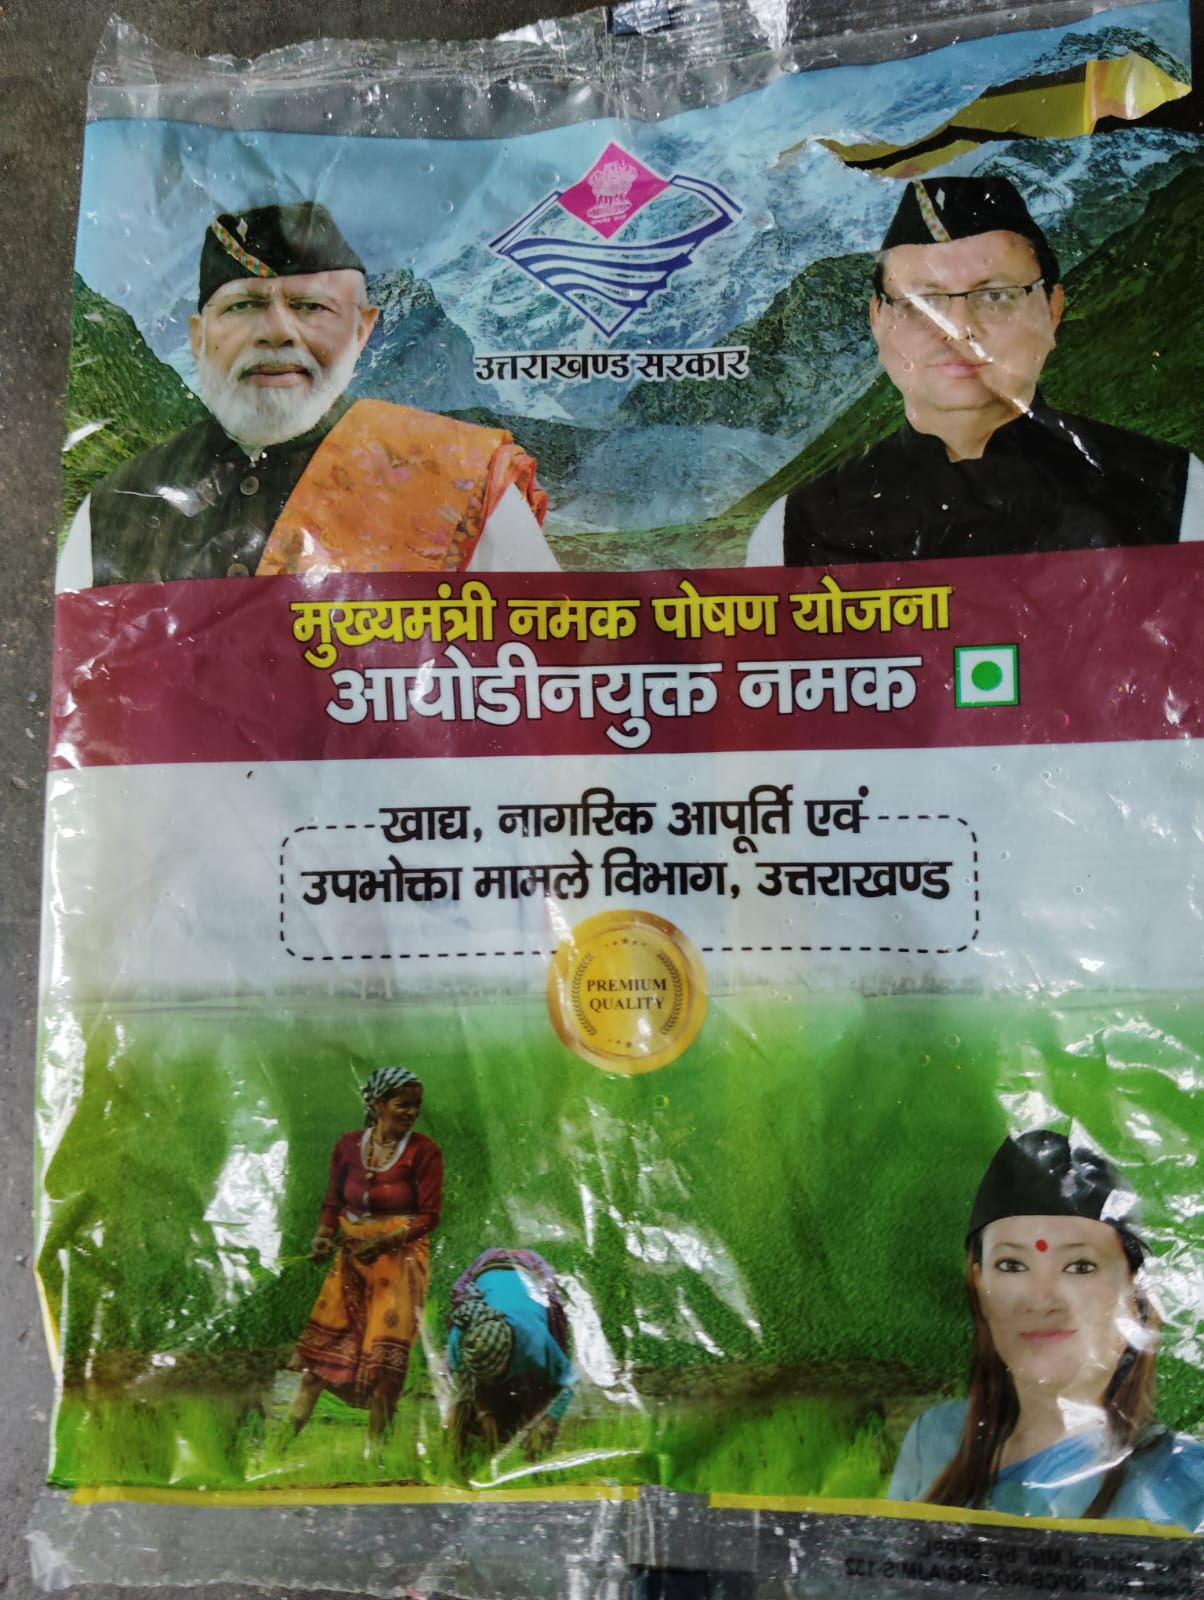 उत्तराखण्ड सरकार
मुख्यमंत्री नमक पोषण योजना
आयोडीनयुक्त नमक
खाद्य, नागरिक आपूर्ति एवं
उपभोक्ता मामले विभाग, उत्तराखण्ड
PREMIUM
QUALITY